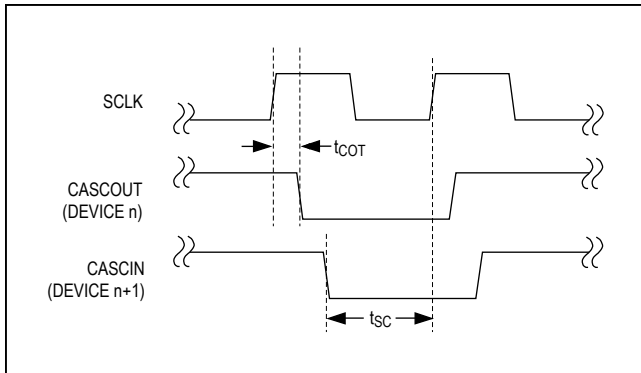 SCLK
tCOT
CASCOUT
(DEVICE n)
CASCIN
(DEVICE n+1)
tSC